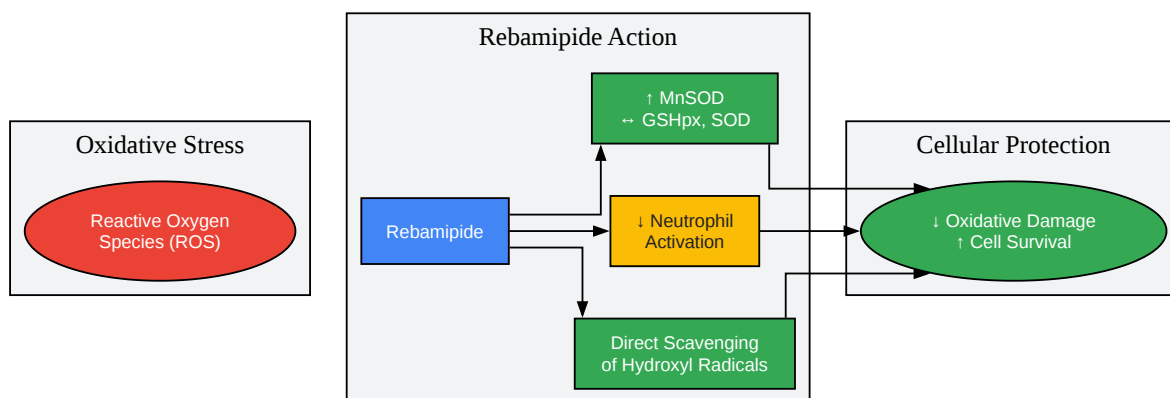 Oxidative Stress
Reactive Oxygen
Species (ROS)
Rebamipide Action
Rebamipide
↑ MnSOD
↔ GSHpx, SOD
↓ Neutrophil
Activation
Direct Scavenging
of Hydroxyl Radicals
Cellular Protection
↓ Oxidative Damage
↑ Cell Survival